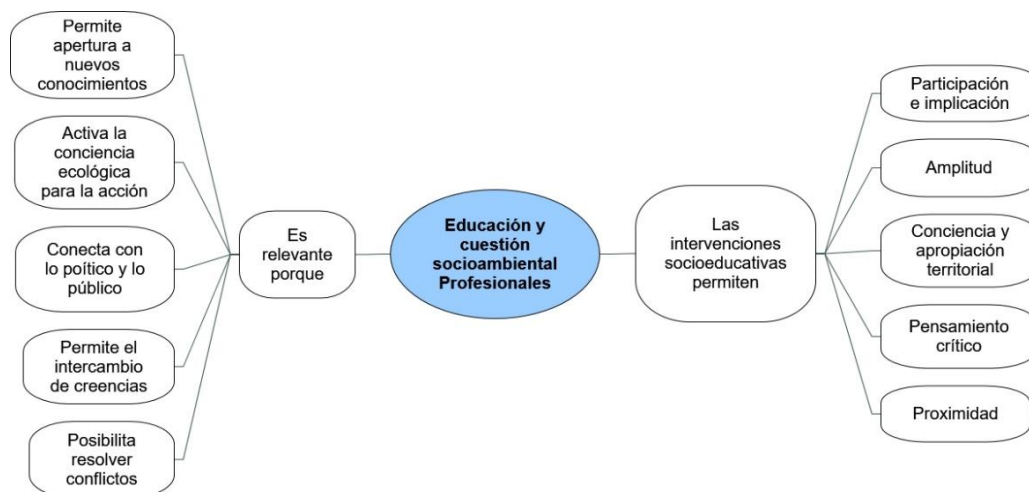 Permite
apertura a
nuevos
conocimientos
Activa la
conciencia
ecológica
para la acción
Conecta con
lo poítico y lo
público
Permite el
intercambio
de creencias
Posibilita
resolver
conflictos
Es
relevante
porque
Educación y
cuestión
socioambiental
Profesionales
Las
intervenciones
socioeducativas
permiten
Participación
e implicación
Amplitud
Conciencia y
apropiación
territorial
Pensamiento
crítico
Proximidad